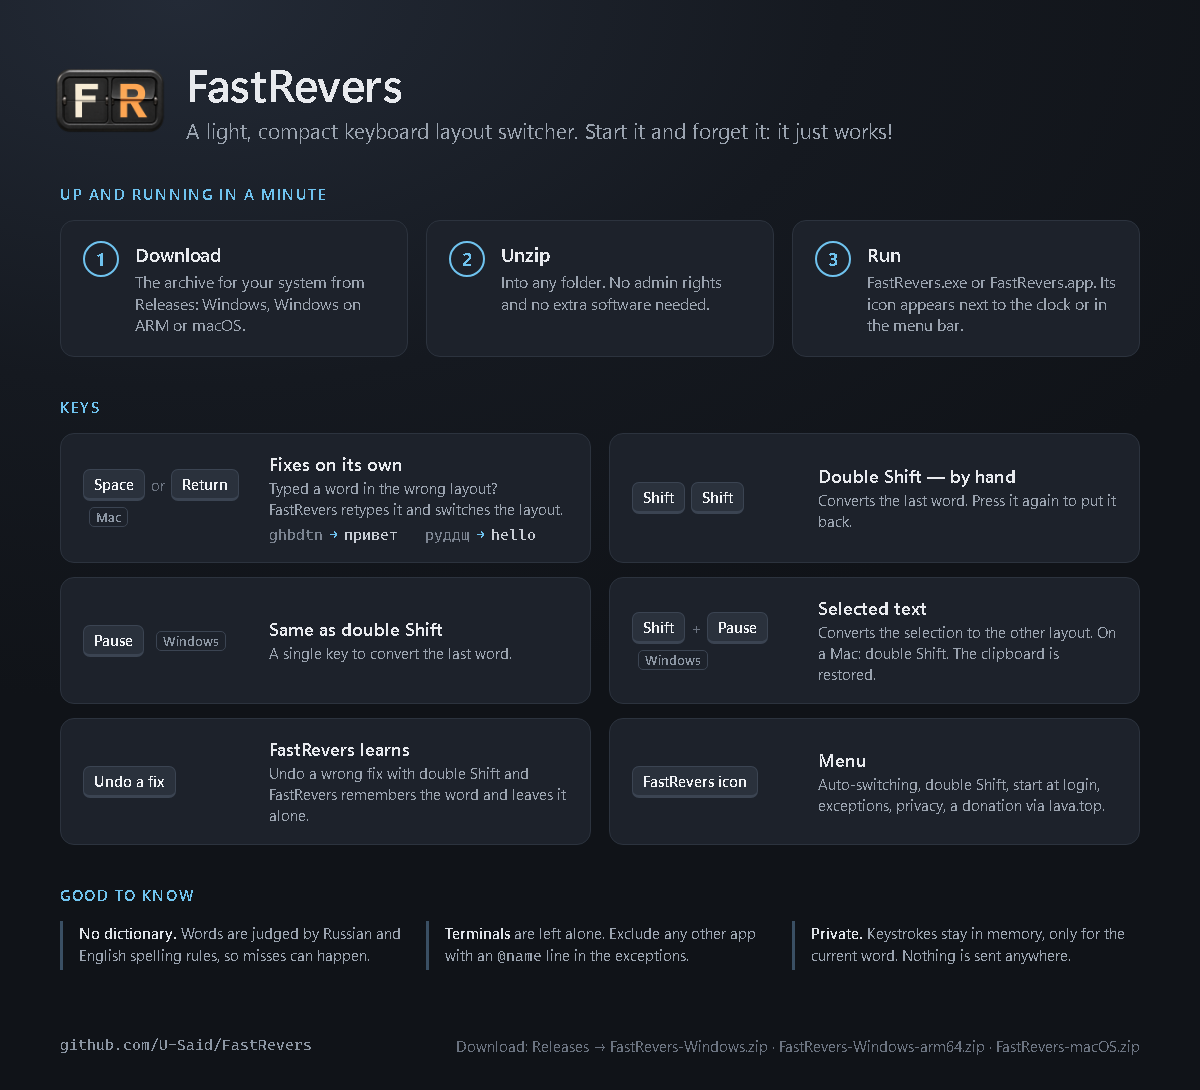 FR
FastRevers
A light, compact keyboard layout switcher. Start it and forget it: it just works!
UP AND RUNNING IN A MINUTE
1
Download
The archive for your system from
Releases: Windows, Windows on
ARM or macOS.
2
Unzip
Into any folder. No admin rights
and no extra software needed.
3
Run
FastRevers.exe or FastRevers.app. Its
icon appears next to the clock or in
the menu bar.
KEYS
Space or Return
Mac
Fixes on its own
Typed a word in the wrong layout?
FastRevers retypes it and switches the layout.
ghbdtn → привет руддщ → hello
Shift Shift
Double Shift — by hand
Converts the last word. Press it again to put it
back.
Pause Windows
Same as double Shift
A single key to convert the last word.
Shift + Pause
Windows
Selected text
Converts the selection to the other layout. On
a Mac: double Shift. The clipboard is
restored.
Undo a fix
FastRevers learns
Undo a wrong fix with double Shift and
FastRevers remembers the word and leaves it
alone.
FastRevers icon
Menu
Auto-switching, double Shift, start at login,
exceptions, privacy, a donation via lava.top.
GOOD TO KNOW
No dictionary. Words are judged by Russian and
English spelling rules, so misses can happen.
Terminals are left alone. Exclude any other app
with an @name line in the exceptions.
Private. Keystrokes stay in memory, only for the
current word. Nothing is sent anywhere.
github.com/U-Said/FastRevers
Download: Releases → FastRevers-Windows.zip · FastRevers-Windows-arm64.zip · FastRevers-macOS.zip